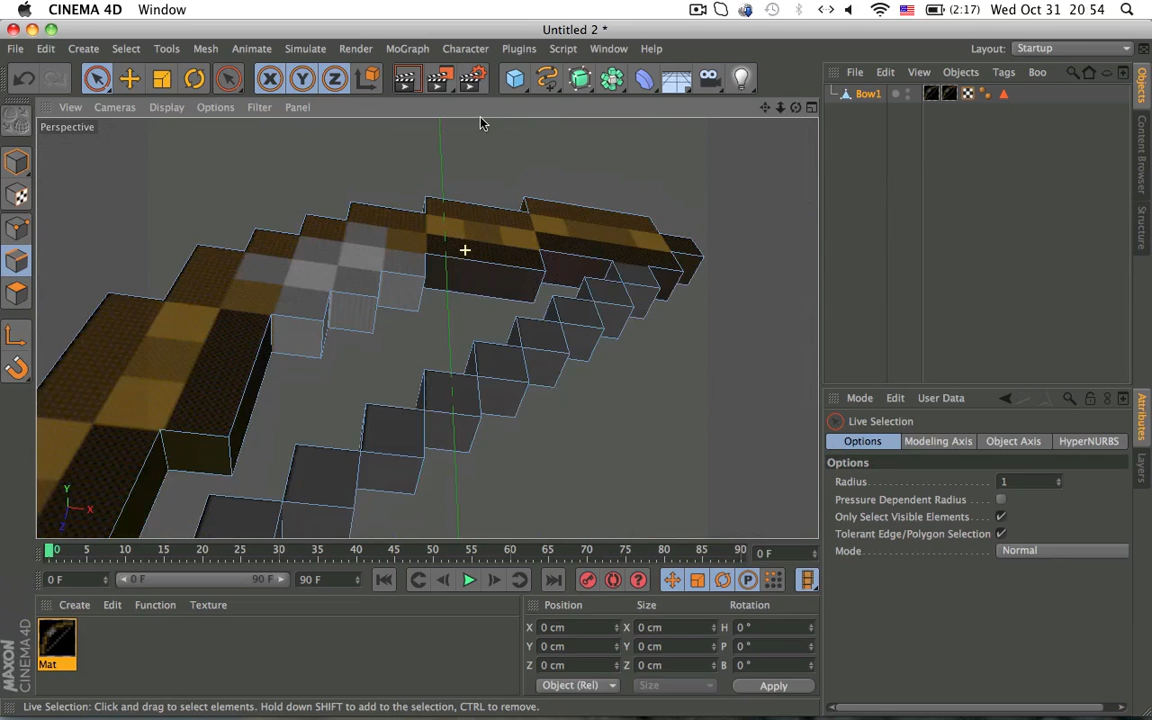 CINEMA 4D Window (2:17) Wed Oct 31 20:54
Untitled 2 *
File Edit Create Select Tools Mesh Animate Simulate Render MoGraph Character Plugins Script Window Help Layout: Startup
X Y Z
File Edit View Objects Tags Boo
Bow1
View Cameras Display Options Filter Panel
Perspective
Objects
Content Browser
Structure
Mode Edit User Data
Live Selection
Options Modeling Axis Object Axis HyperNURBS
Options
Radius 1
Pressure Dependent Radius
Only Select Visible Elements
Tolerant Edge/Polygon Selection
Mode Normal
Attributes
Layers
Y
X
Z
0 5 10 15 20 25 30 35 40 45 50 55 60 65 70 75 80 85 90 0 F
0 F 0 F 90 F 90 F
P
Create Edit Function Texture
Mat
Position Size Rotation
X 0 cm X 0 cm H 0 °
Y 0 cm Y 0 cm P 0 °
Z 0 cm Z 0 cm B 0 °
Object (Rel) Size Apply
MAXON
CINEMA 4D
Live Selection: Click and drag to select elements. Hold down SHIFT to add to the selection, CTRL to remove.